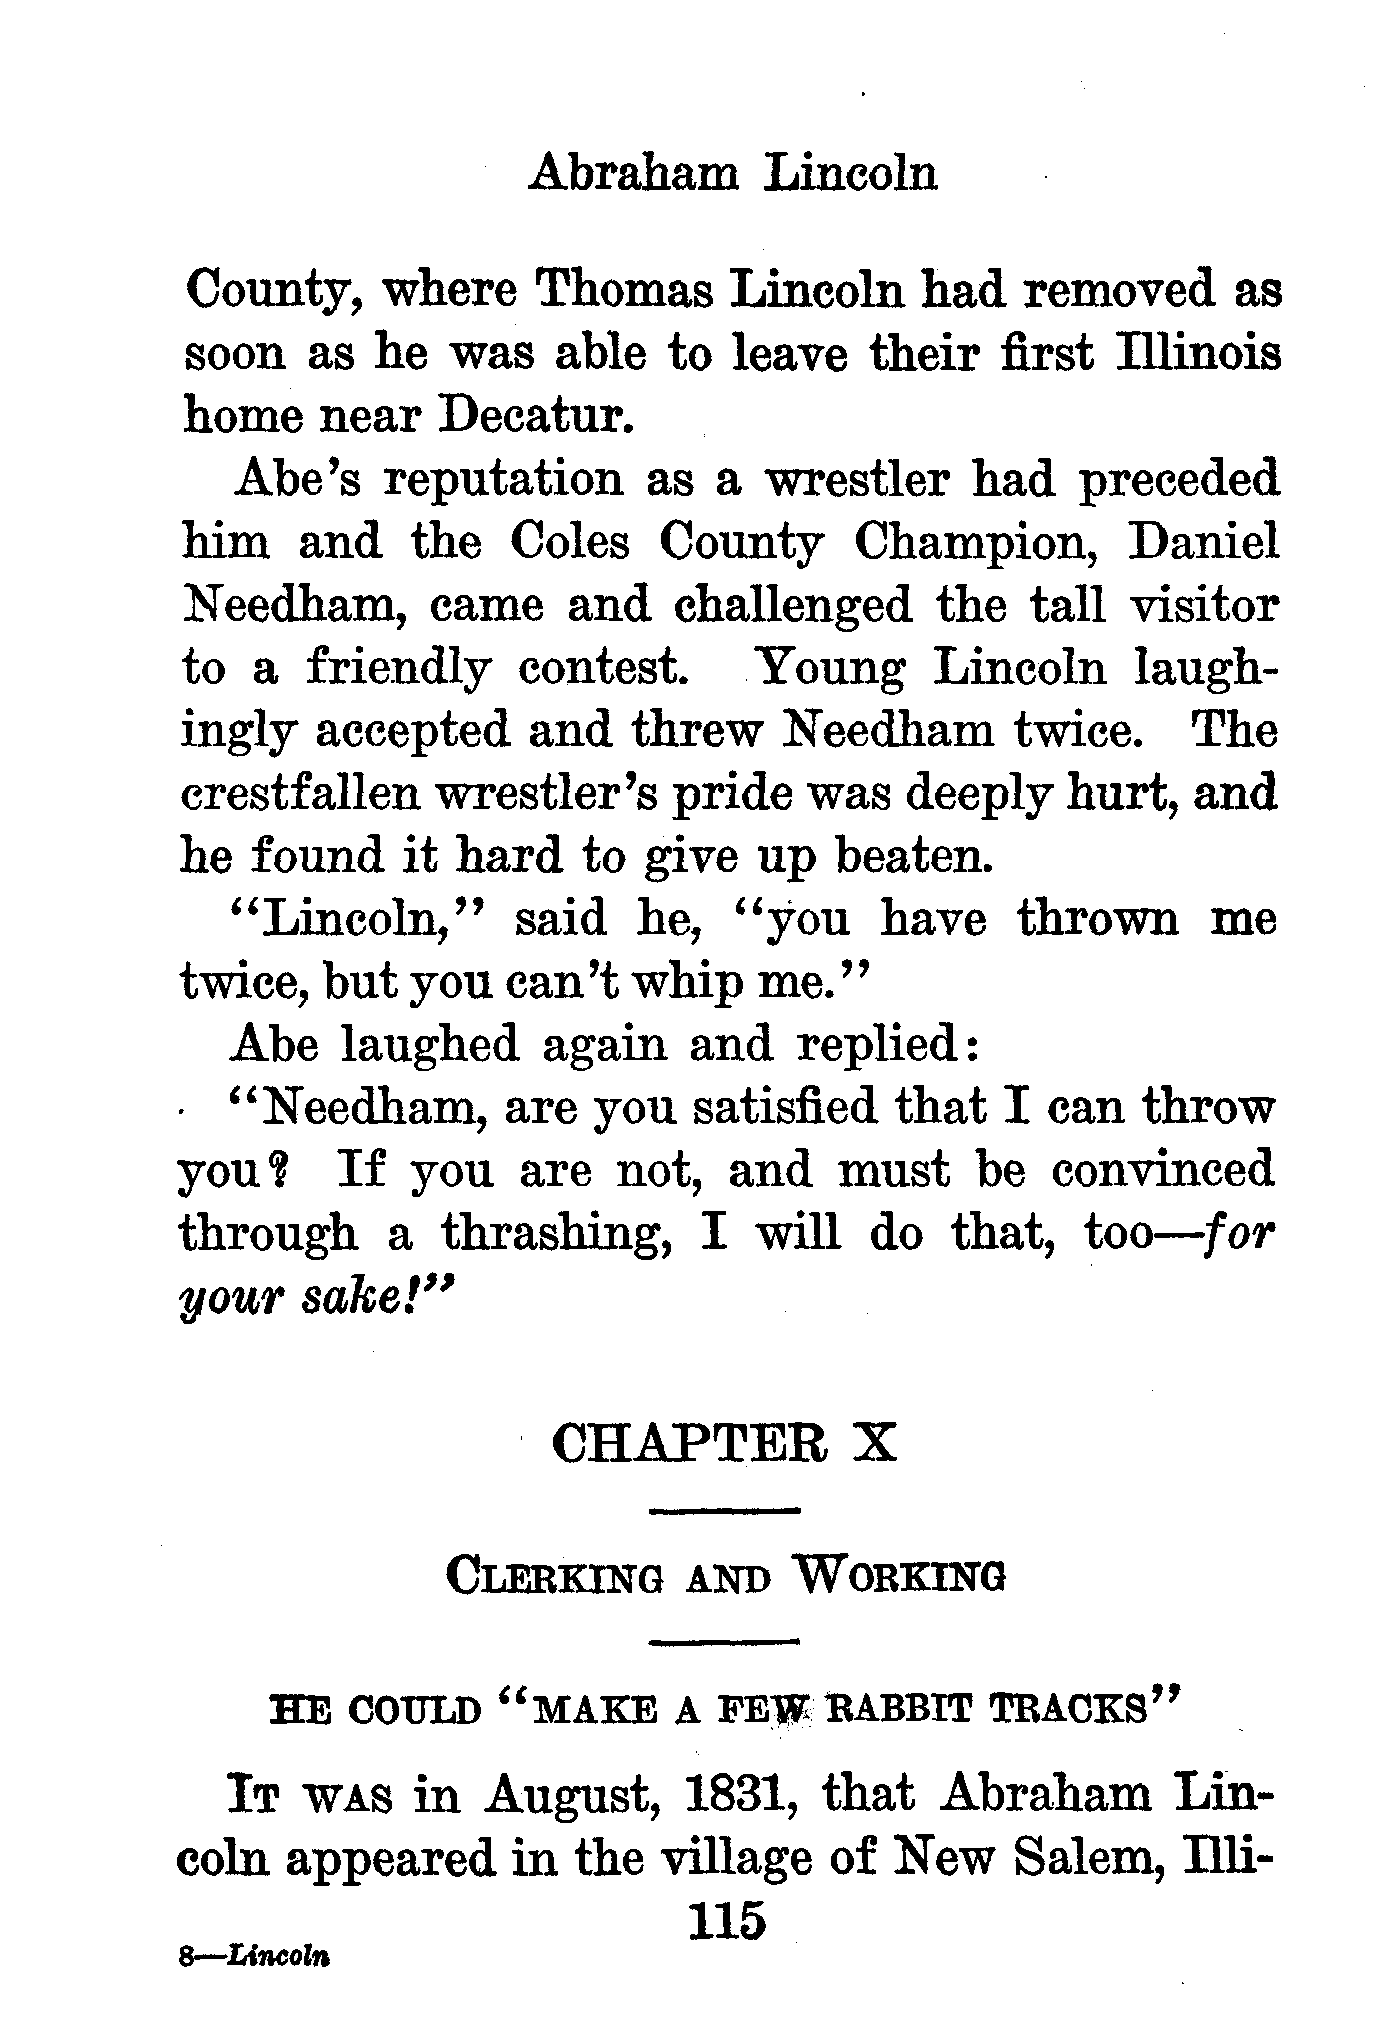 Abraham Lincoln
County, where Thomas Lincoln had removed as
soon as he was able to leave their first Illinois
home near Decatur.
Abe's reputation as a wrestler had preceded
him and the Coles County Champion, Daniel
Needham, came and challenged the tall visitor
to a friendly contest. Young Lincoln laugh-
ingly accepted and threw Needham twice. The
crestfallen wrestler's pride was deeply hurt, and
he found it hard to give up beaten.
"Lincoln," said he, "you have thrown me
twice, but you can't whip me."
Abe laughed again and replied:
"Needham, are you satisfied that I can throw
you? If you are not, and must be convinced
through a thrashing, I will do that, too—for
your sake!"
CHAPTER X
CLERKING AND WORKING
HE COULD "MAKE A FEW RABBIT TRACKS"
IT WAS in August, 1831, that Abraham Lin-
coln appeared in the village of New Salem, Illi-
115
8—Lincoln